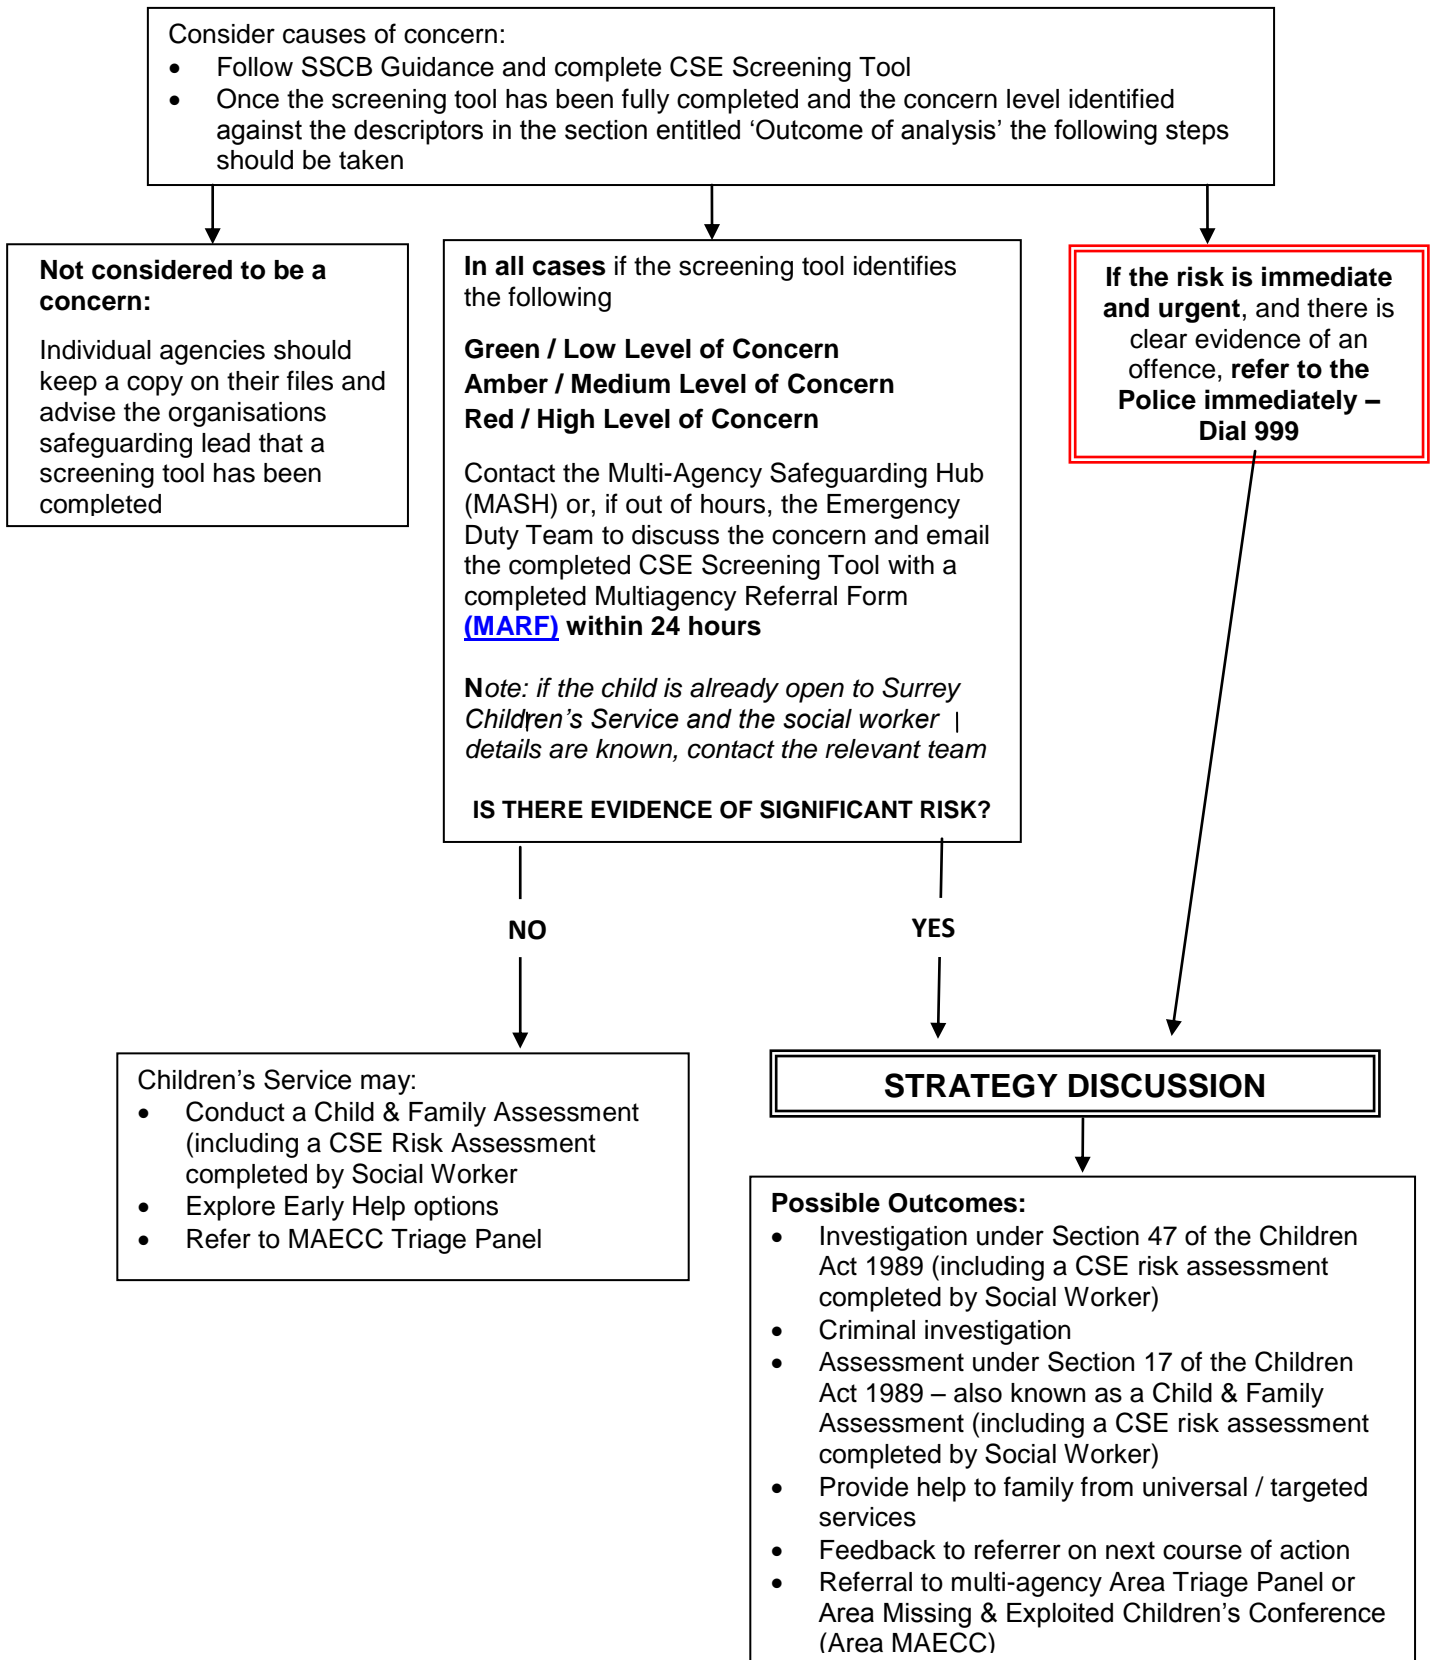 Consider causes of concern:
• Follow SSCB Guidance and complete CSE Screening Tool
• Once the screening tool has been fully completed and the concern level identified
against the descriptors in the section entitled ‘Outcome of analysis’ the following steps
should be taken
Not considered to be a
concern:
Individual agencies should
keep a copy on their files and
advise the organisations
safeguarding lead that a
screening tool has been
completed
In all cases if the screening tool identifies
the following
Green / Low Level of Concern
Amber / Medium Level of Concern
Red / High Level of Concern
Contact the Multi-Agency Safeguarding Hub
(MASH) or, if out of hours, the Emergency
Duty Team to discuss the concern and email
the completed CSE Screening Tool with a
completed Multiagency Referral Form
(MARF) within 24 hours
Note: if the child is already open to Surrey
Children’s Service and the social worker
details are known, contact the relevant team
IS THERE EVIDENCE OF SIGNIFICANT RISK?
If the risk is immediate
and urgent, and there is
clear evidence of an
offence, refer to the
Police immediately –
Dial 999
NO
YES
Children’s Service may:
• Conduct a Child & Family Assessment
(including a CSE Risk Assessment
completed by Social Worker
• Explore Early Help options
• Refer to MAECC Triage Panel
STRATEGY DISCUSSION
Possible Outcomes:
• Investigation under Section 47 of the Children
Act 1989 (including a CSE risk assessment
completed by Social Worker)
• Criminal investigation
• Assessment under Section 17 of the Children
Act 1989 – also known as a Child & Family
Assessment (including a CSE risk assessment
completed by Social Worker)
• Provide help to family from universal / targeted
services
• Feedback to referrer on next course of action
• Referral to multi-agency Area Triage Panel or
Area Missing & Exploited Children’s Conference
(Area MAECC)